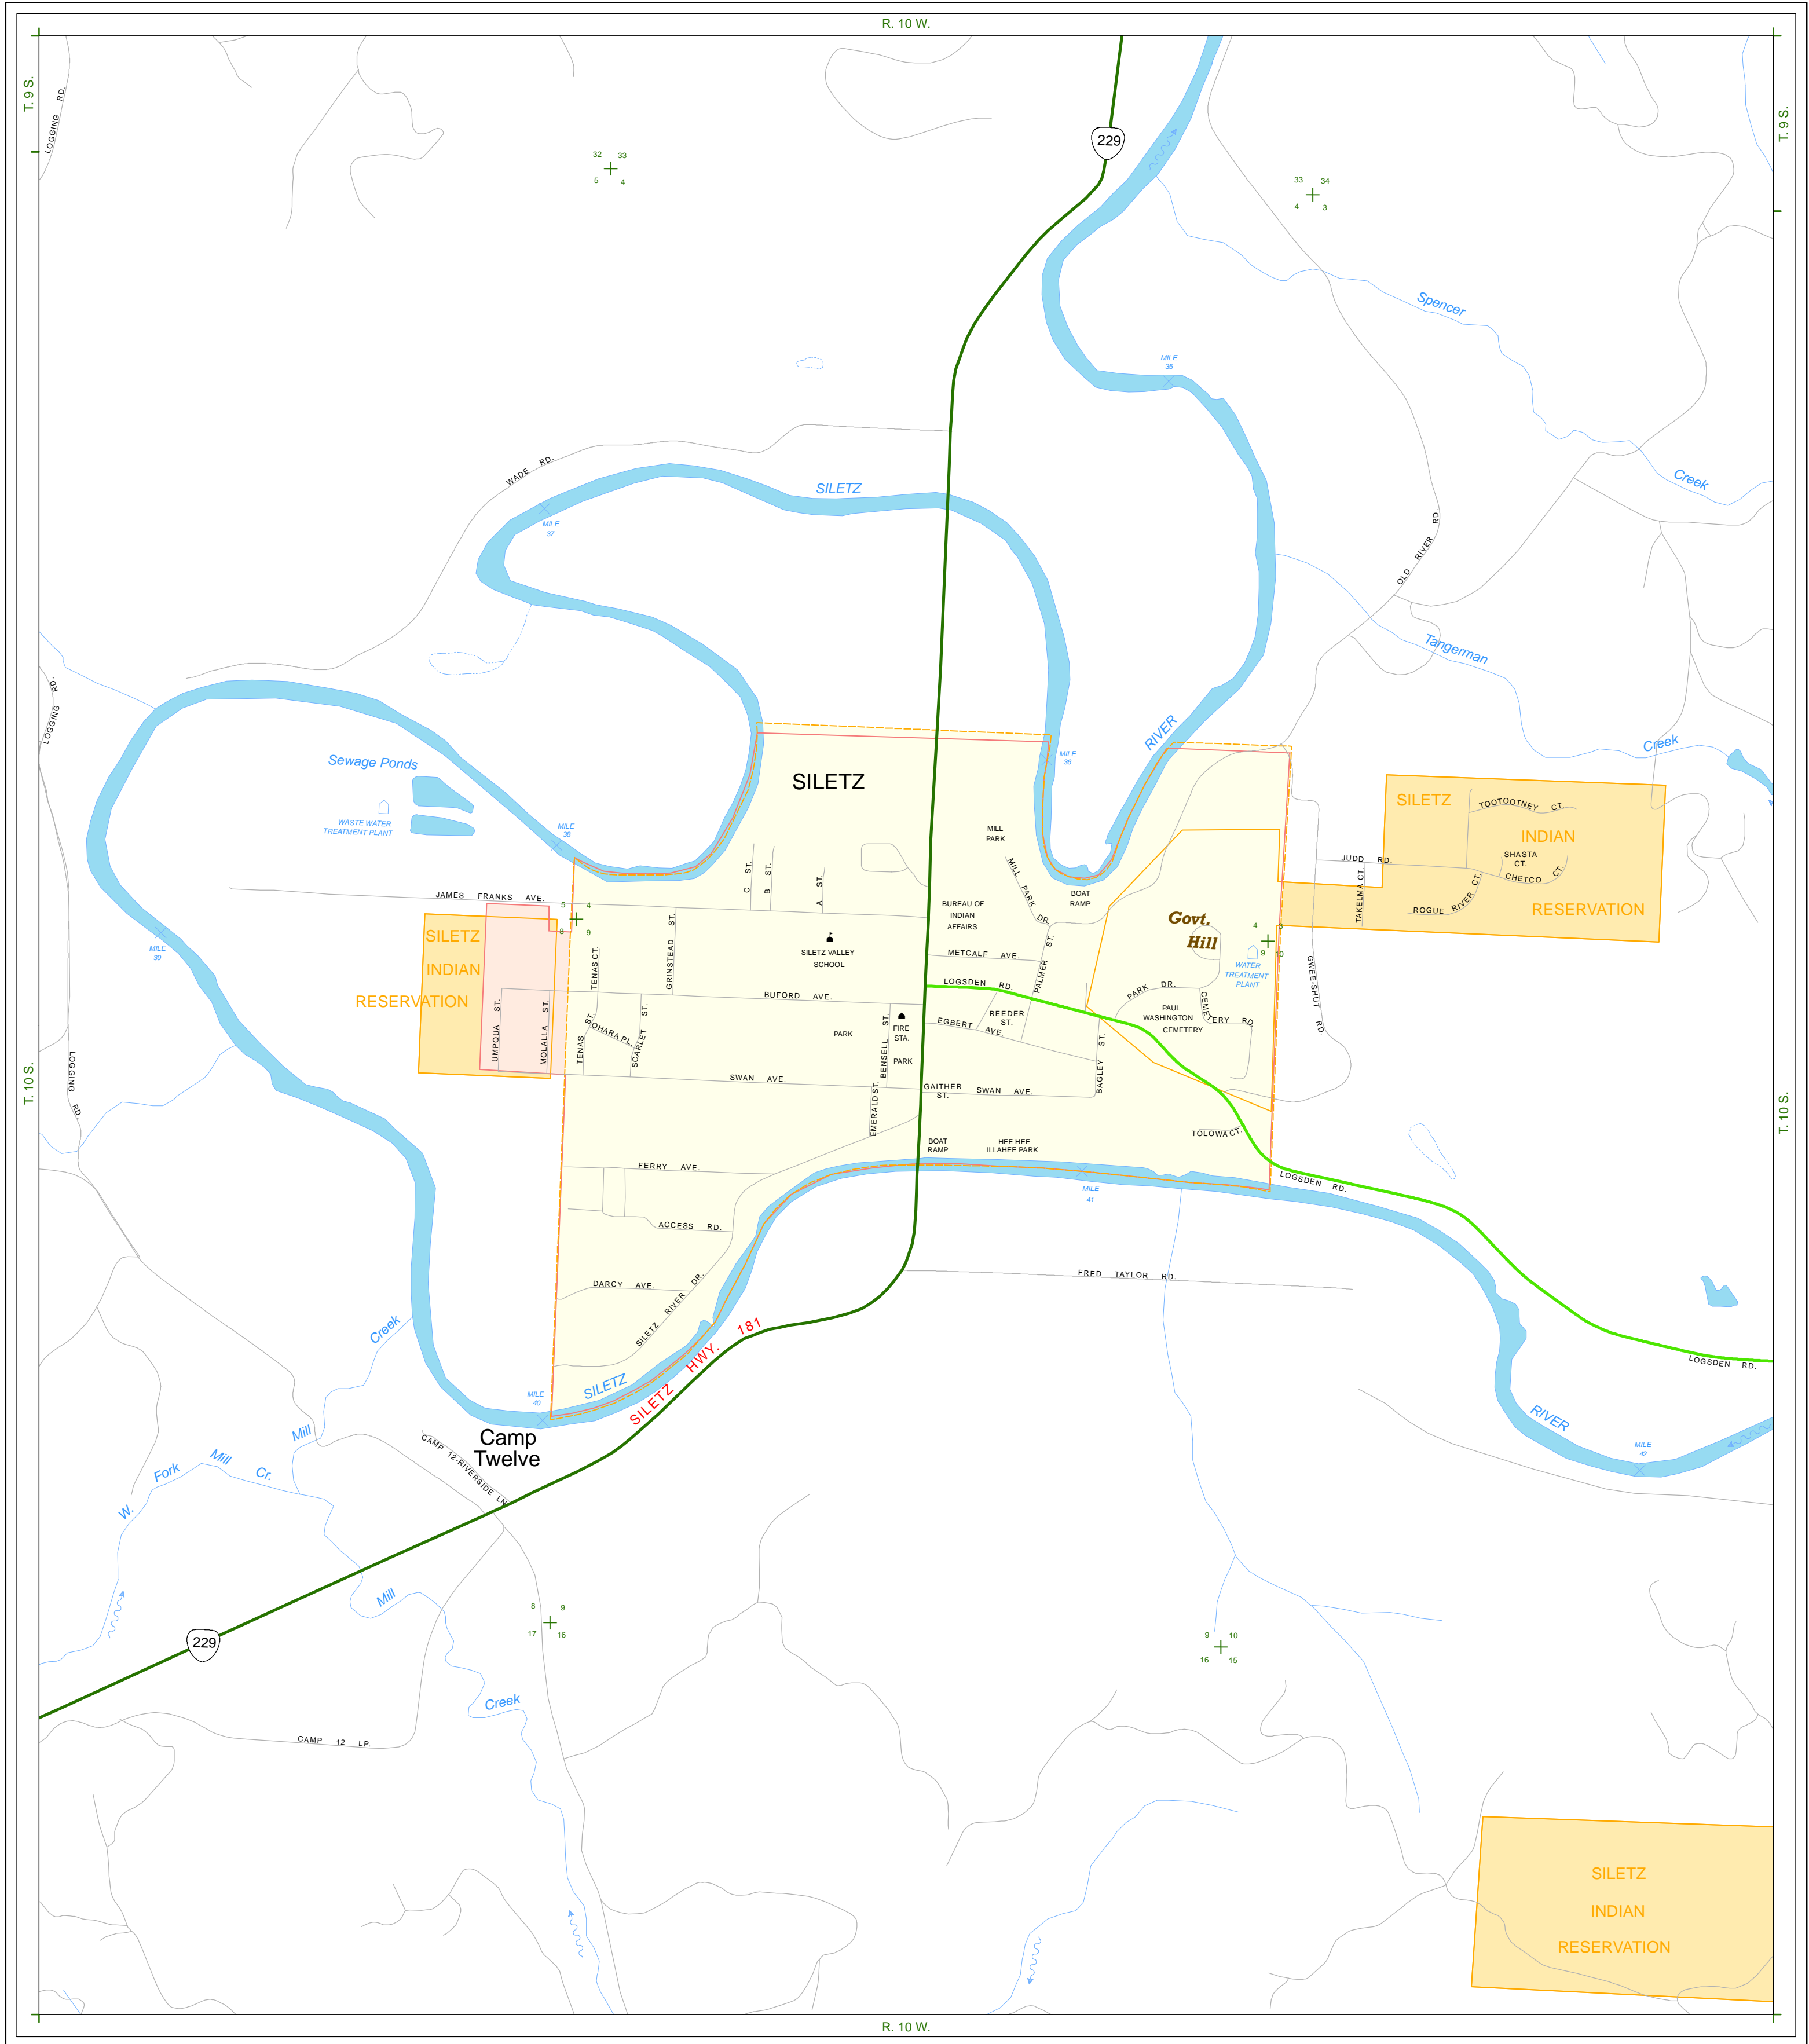 R. 10 W.
T. 9 S.
T. 9 S.
LOGGING RD.
229
32 33
5 4
33 34
4 3
Spencer
Creek
MILE
35
WADE RD.
SILETZ
MILE
37
OLD RIVER RD.
Tangerman
Creek
LOGGING RD.
RIVER
MILE
36
Sewage Ponds
WASTE WATER
TREATMENT PLANT
MILE
38
SILETZ
MILL
PARK
MILL PARK DR.
BOAT
RAMP
SILETZ
INDIAN
RESERVATION
TOOTOOTNEY CT.
SHASTA
CT.
JUDD RD.
CHETCO CT.
TAKELMA CT.
ROGUE RIVER CT.
C ST.
B ST.
A ST.
JAMES FRANKS AVE.
5 4
8 9
BUREAU OF
INDIAN
AFFAIRS
Govt.
Hill
4 3
9 10
WATER
TREATMENT
PLANT
MILE
39
SILETZ
INDIAN
RESERVATION
TENAS CT.
GRINSTEAD ST.
SILETZ VALLEY
SCHOOL
METCALF AVE.
PALMER ST.
LOGSDEN RD.
GWEE-SHUT RD.
BUFORD AVE.
PARK DR.
CEMETERY RD
PAUL
WASHINGTON
CEMETERY
UMPQUA ST.
MOLALLA ST.
TENAS ST.
OHARA PL.
SCARLET ST.
PARK
BENSELL ST.
FIRE
STA.
PARK
EGBERT AVE.
REEDER
ST.
BAGLEY ST.
SWAN AVE.
GAITHER
ST.
SWAN AVE.
EMERALD ST.
TOLOWA CT.
T. 10 S.
T. 10 S.
LOGGING RD.
BOAT
RAMP
HEE HEE
ILLAHEE PARK
FERRY AVE.
MILE
41
LOGSDEN RD.
ACCESS RD.
FRED TAYLOR RD.
DARCY AVE.
SILETZ RIVER DR.
SILETZ HWY. 181
LOGSDEN RD.
Creek
Mill
SILETZ
MILE
40
RIVER
MILE
42
Camp
Twelve
CAMP 12-RIVERSIDE LN.
W. Fork Mill Cr.
Mill
Creek
8 9
17 16
9 10
16 15
229
CAMP 12 LP.
SILETZ
INDIAN
RESERVATION
R. 10 W.